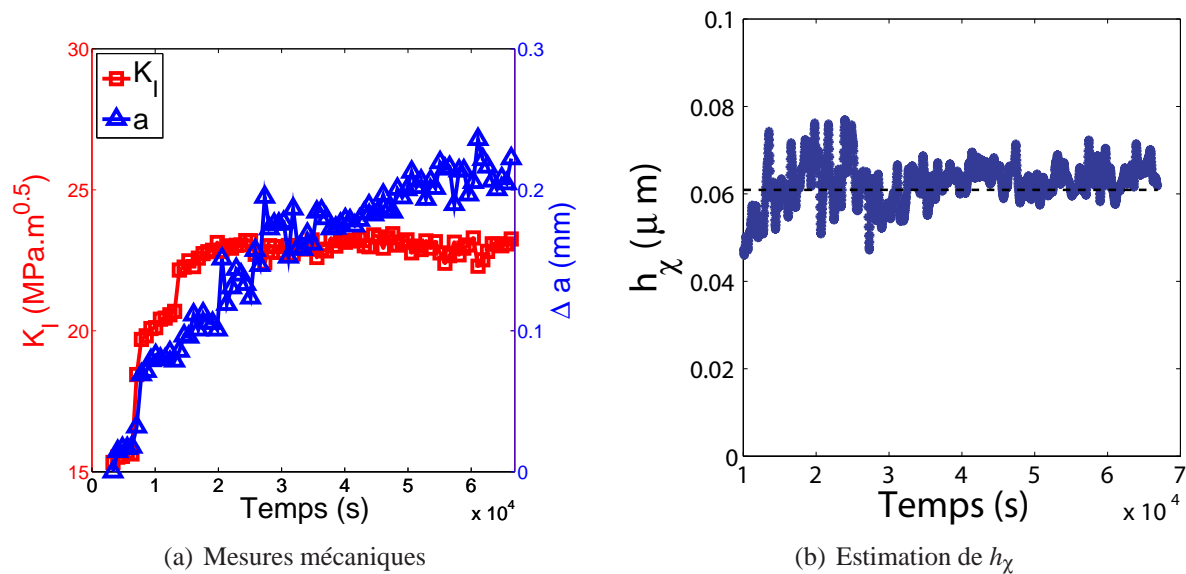 30
25
20
15
K_I (MPa.m^0.5)
K_I
a
0.3
0.2
0.1
0
Δ a (mm)
0 1 2 3 4 5 6
Temps (s)
x 10^4
(a) Mesures mécaniques
0.1
0.08
0.06
0.04
0.02
0
h_χ (μ m)
1 2 3 4 5 6 7
Temps (s)
x 10^4
(b) Estimation de h_χ